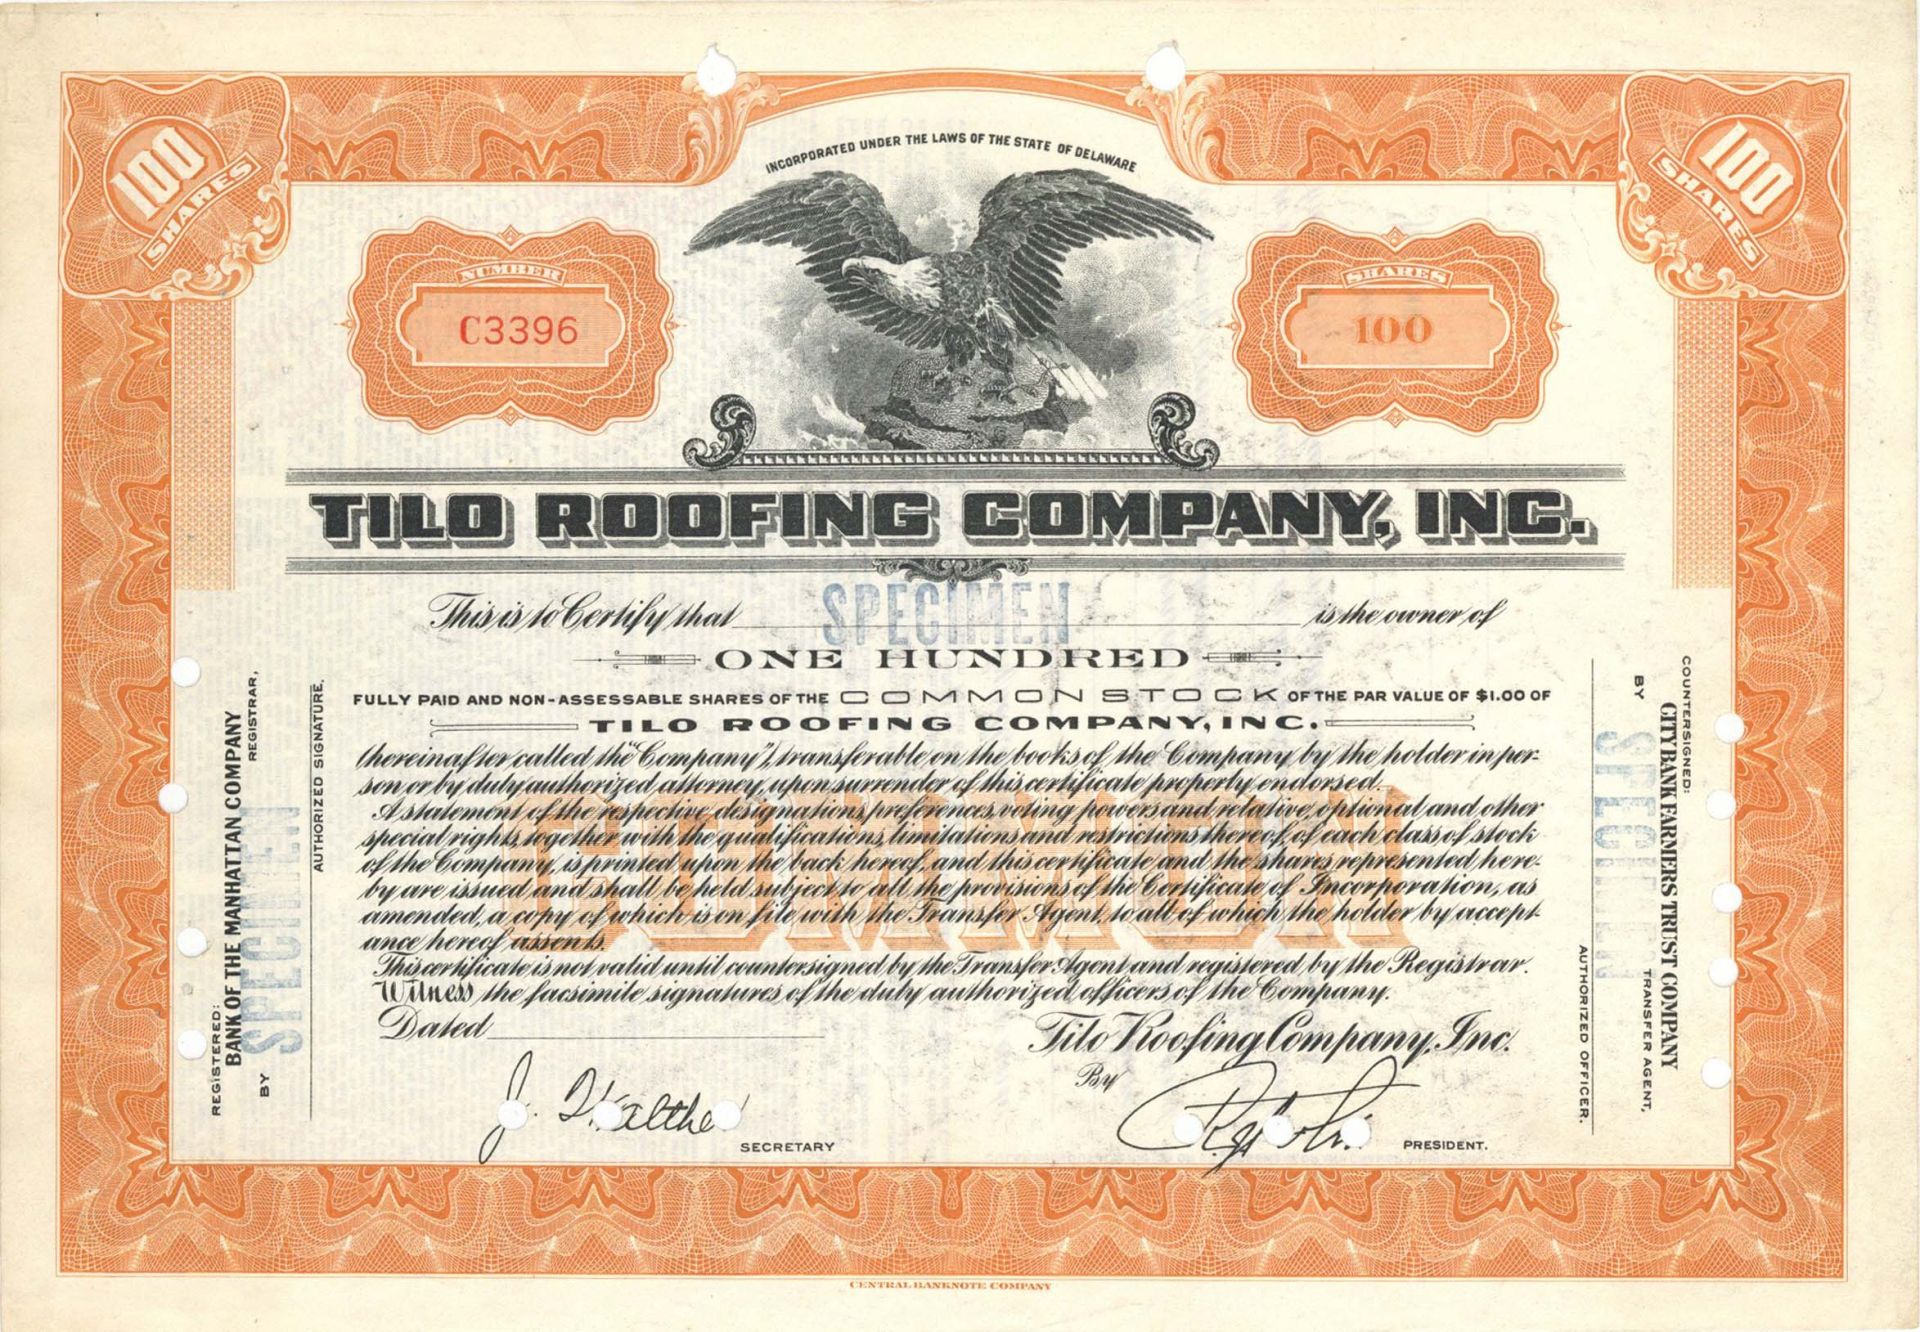 INCORPORATED UNDER THE LAWS OF THE STATE OF DELAWARE
100
SHARES
100
SHARES
NUMBER
C3396
SHARES
100
TILO ROOFING COMPANY, INC.
This is to Certify that SPECIMEN is the owner of
ONE HUNDRED
FULLY PAID AND NON-ASSESSABLE SHARES OF THE COMMON STOCK OF THE PAR VALUE OF $1.00 OF
TILO ROOFING COMPANY, INC.
(hereinafter called the "Company"), transferable on the books of the Company by the holder in per-
son or by duly authorized attorney, upon surrender of this certificate properly endorsed.
A statement of the respective designations, preferences, voting powers and relative, optional and other
special rights, together with the qualifications, limitations and restrictions thereof, of each class of stock
of the Company, is printed upon the back hereof, and this certificate and the shares represented here-
by are issued and shall be held subject to all the provisions of the Certificate of Incorporation, as
amended, a copy of which is on file with the Transfer Agent, to all of which the holder by accept-
ance hereof assents.
COMMON
This certificate is not valid until countersigned by the Transfer Agent and registered by the Registrar.
Witness the facsimile signatures of the duly authorized officers of the Company.
Dated
Tilo Roofing Company, Inc.
By
J. Walthe
SECRETARY
PRESIDENT.
REGISTERED:
BANK OF THE MANHATTAN COMPANY
REGISTRAR,
BY SPECIMEN
AUTHORIZED SIGNATURE.
COUNTERSIGNED:
CITY BANK FARMERS TRUST COMPANY
TRANSFER AGENT,
BY SPECIMEN
AUTHORIZED OFFICER.
CENTRAL BANKNOTE COMPANY